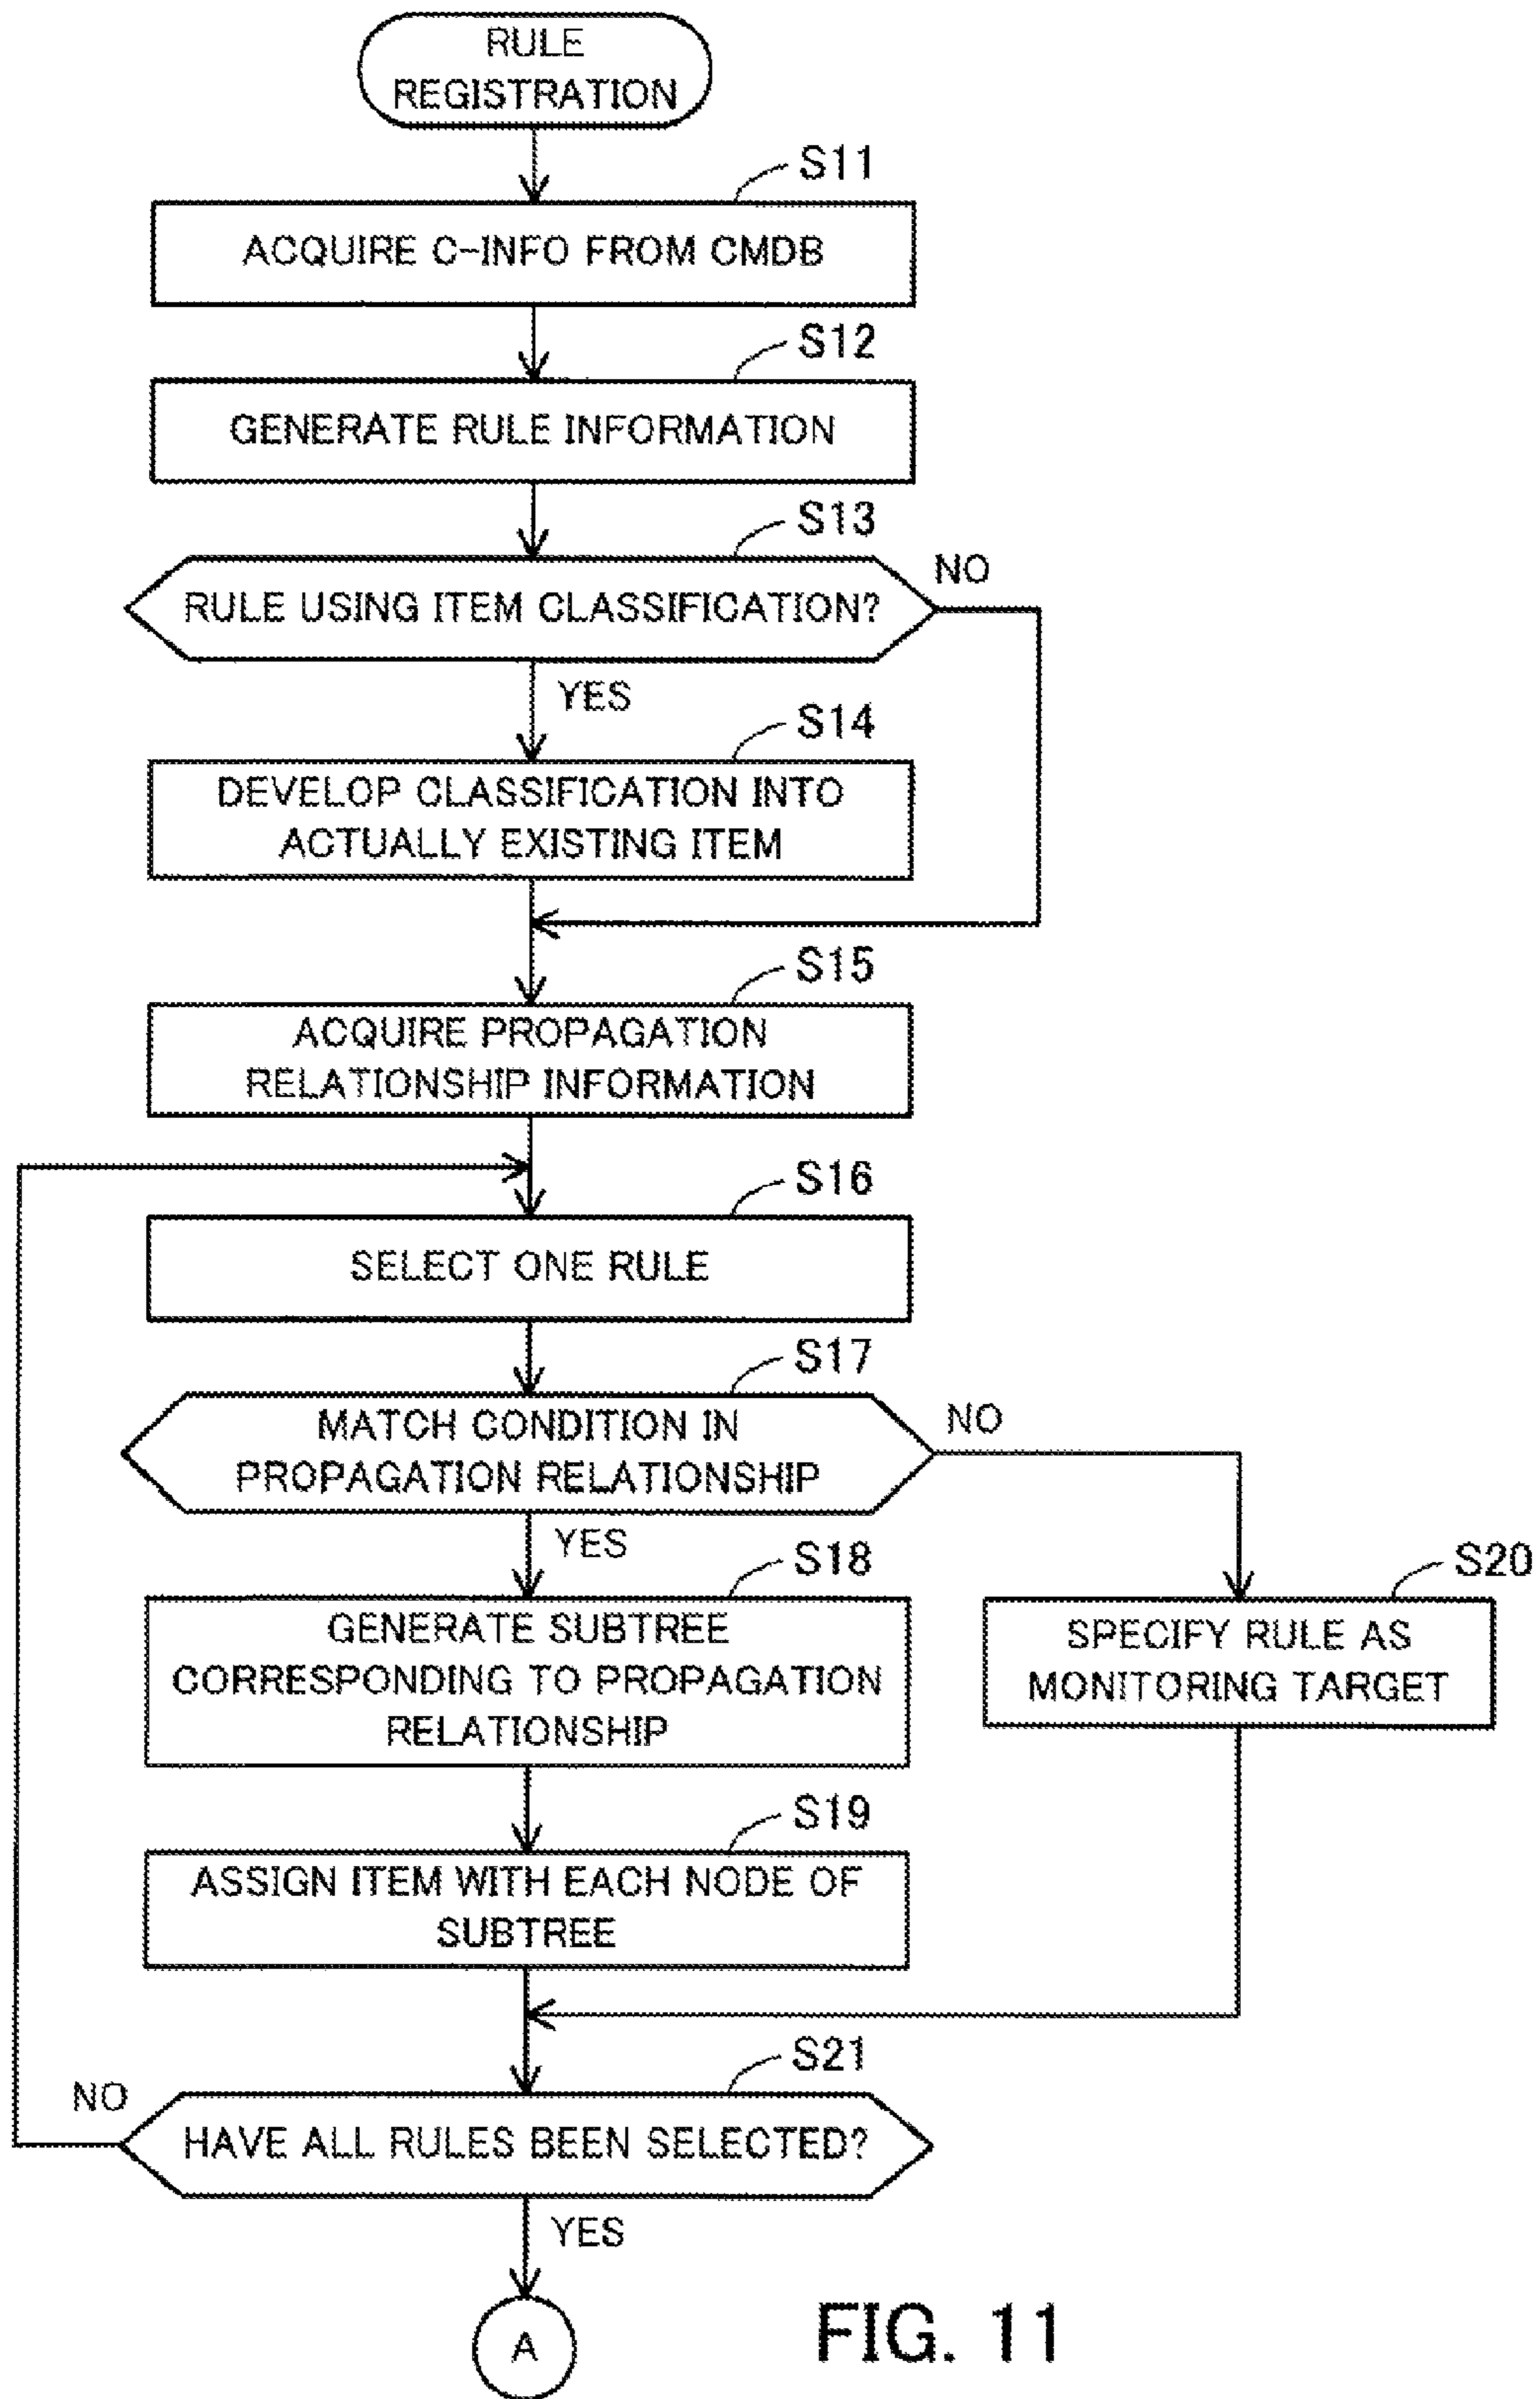 RULE
REGISTRATION
S11
ACQUIRE C-INFO FROM CMDB
S12
GENERATE RULE INFORMATION
S13
RULE USING ITEM CLASSIFICATION?
NO
YES
S14
DEVELOP CLASSIFICATION INTO
ACTUALLY EXISTING ITEM
S15
ACQUIRE PROPAGATION
RELATIONSHIP INFORMATION
S16
SELECT ONE RULE
S17
MATCH CONDITION IN
PROPAGATION RELATIONSHIP
NO
YES
S18
GENERATE SUBTREE
CORRESPONDING TO PROPAGATION
RELATIONSHIP
S20
SPECIFY RULE AS
MONITORING TARGET
S19
ASSIGN ITEM WITH EACH NODE OF
SUBTREE
S21
HAVE ALL RULES BEEN SELECTED?
NO
YES
A
FIG. 11